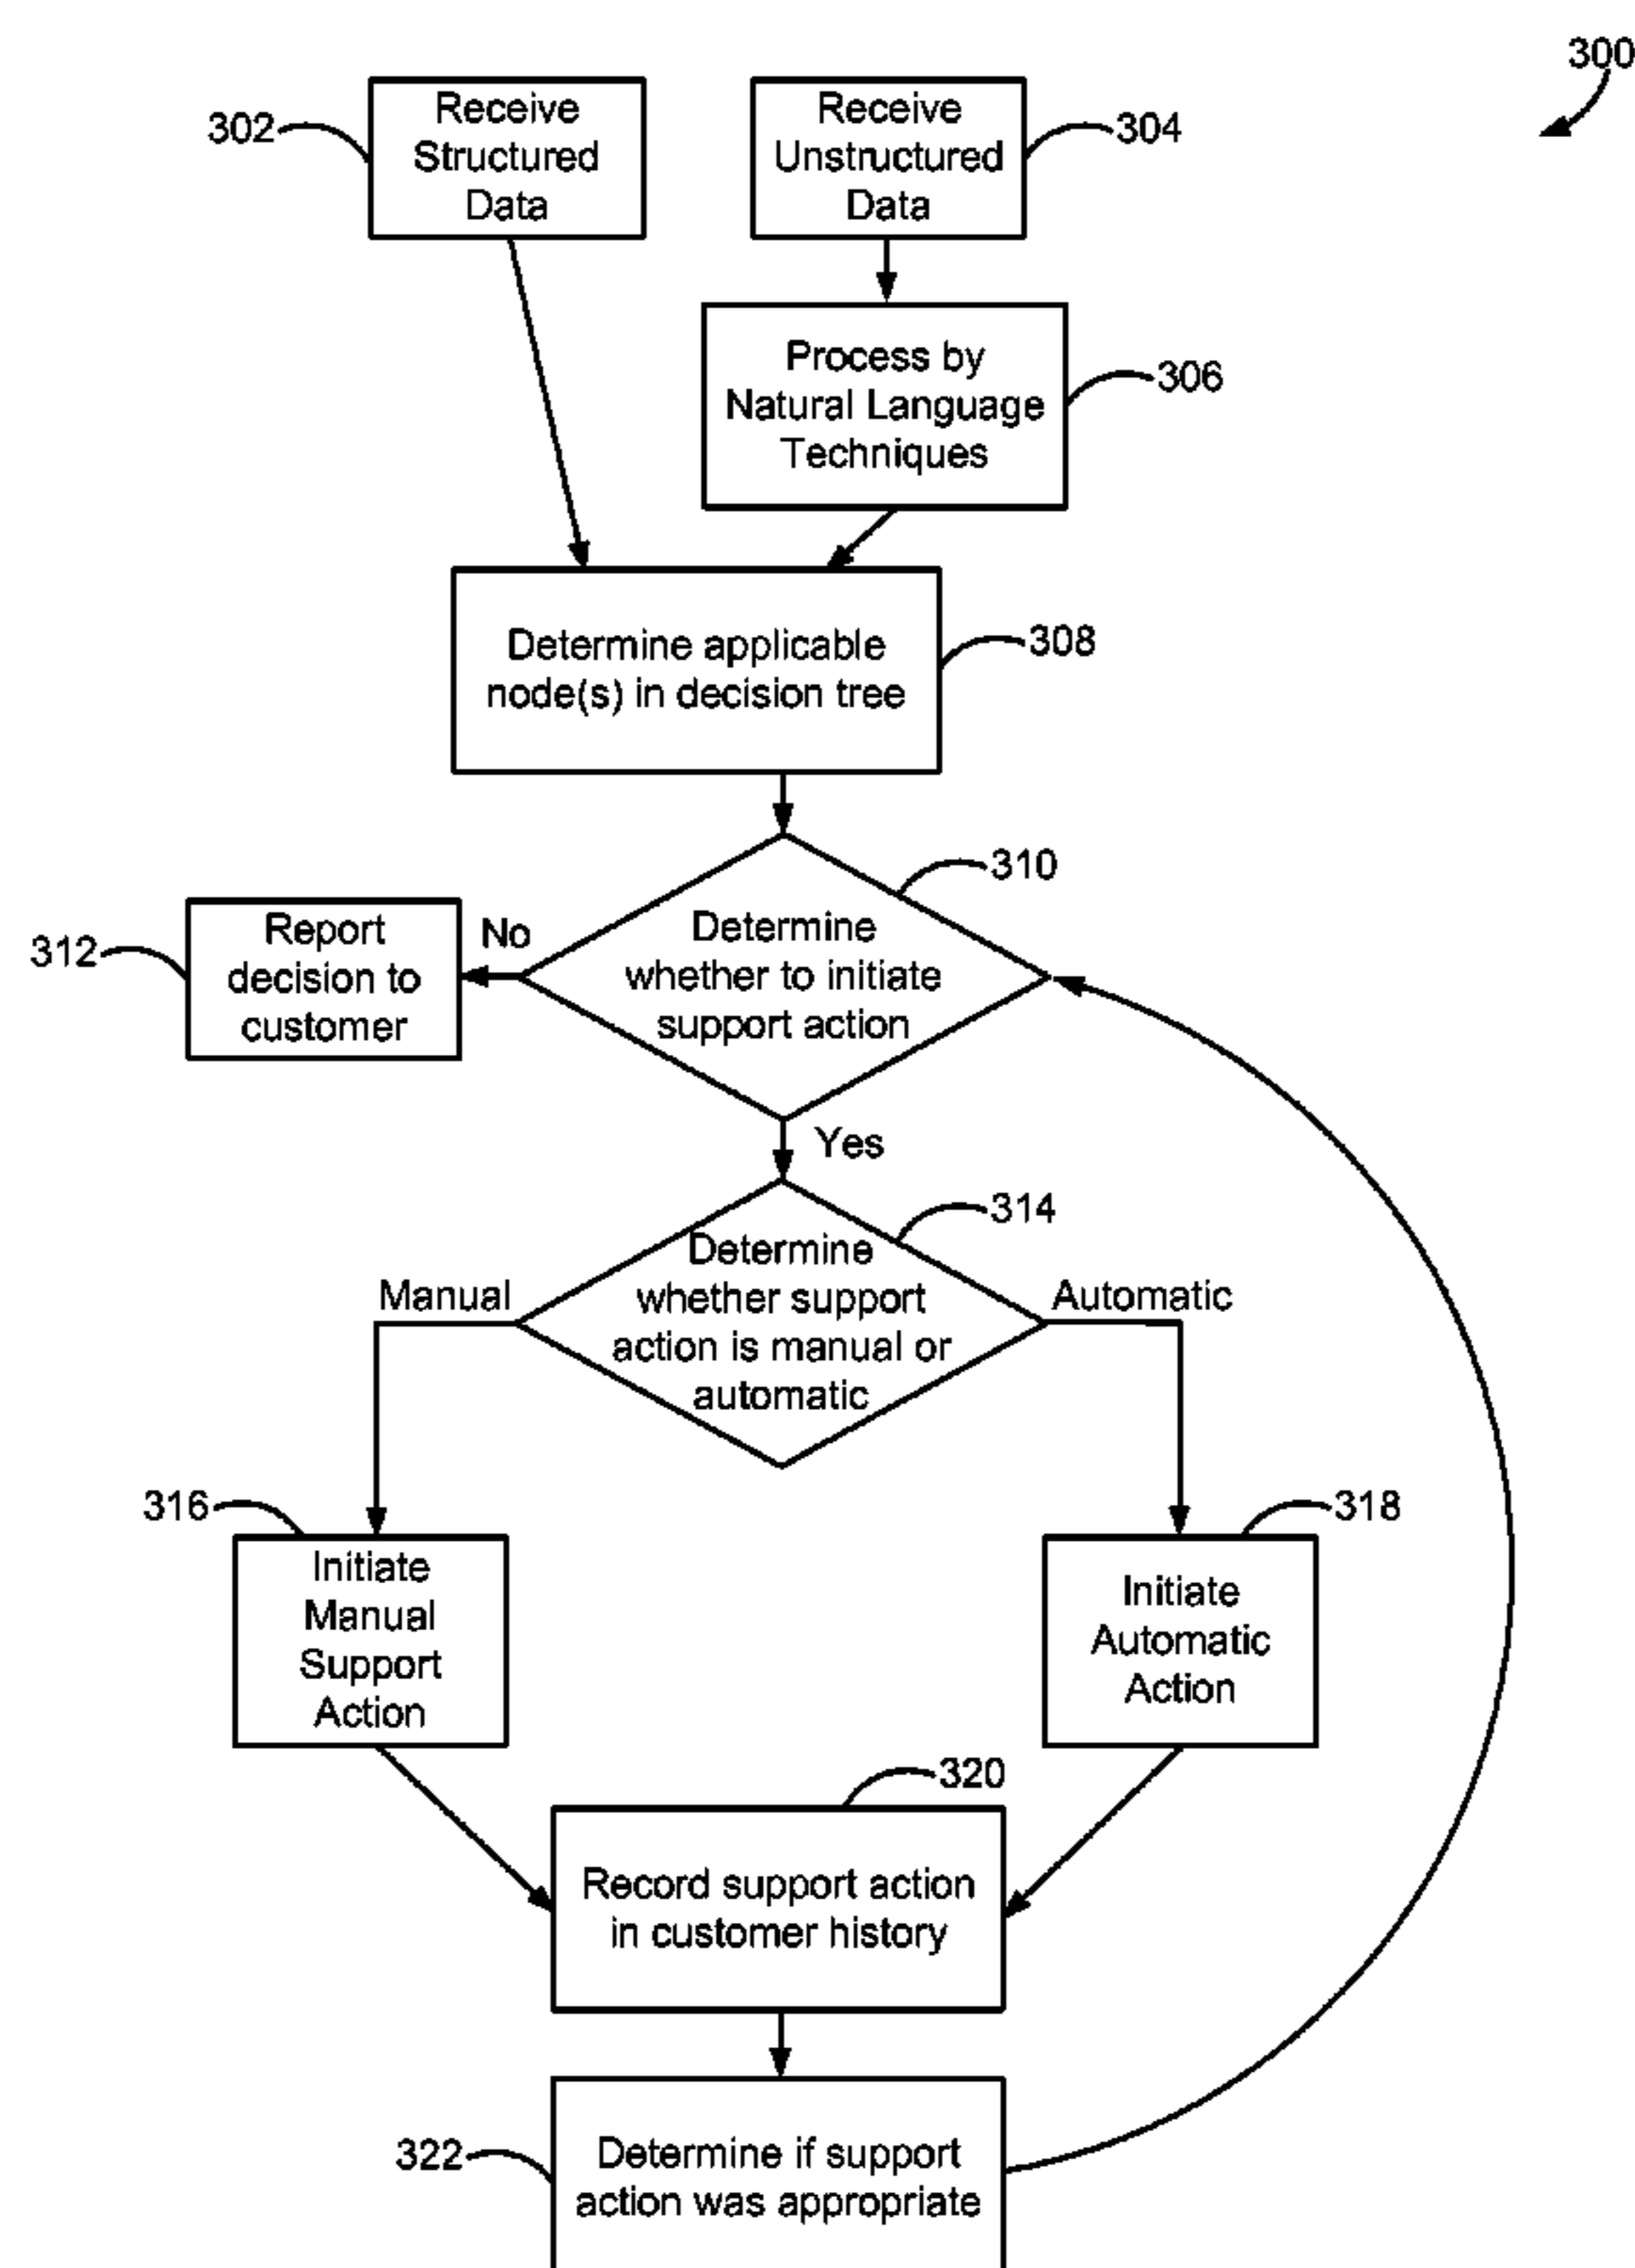 300
302
Receive
Structured
Data
Receive
Unstructured
Data
304
Process by
Natural Language
Techniques
306
Determine applicable
node(s) in decision tree
308
310
Determine
whether to initiate
support action
No
312
Report
decision to
customer
Yes
314
Determine
whether support
action is manual or
automatic
Manual
Automatic
316
Initiate
Manual
Support
Action
318
Initiate
Automatic
Action
320
Record support action
in customer history
322
Determine if support
action was appropriate